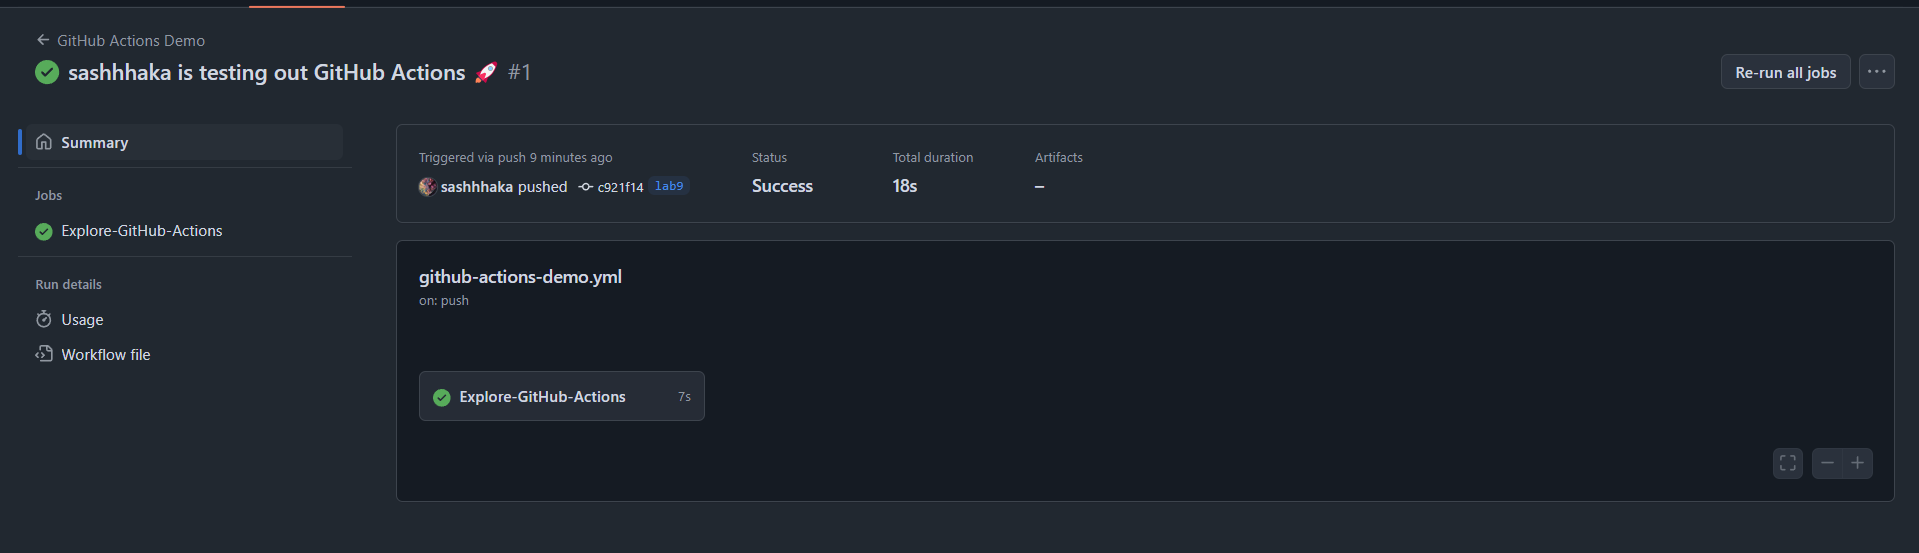 ← GitHub Actions Demo
sashhhaka is testing out GitHub Actions 🚀 #1
Re-run all jobs
Summary
Jobs
Explore-GitHub-Actions
Run details
Usage
Workflow file
Triggered via push 9 minutes ago
sashhhaka pushed c921f14 lab9
Status
Success
Total duration
18s
Artifacts
–
github-actions-demo.yml
on: push
Explore-GitHub-Actions 7s